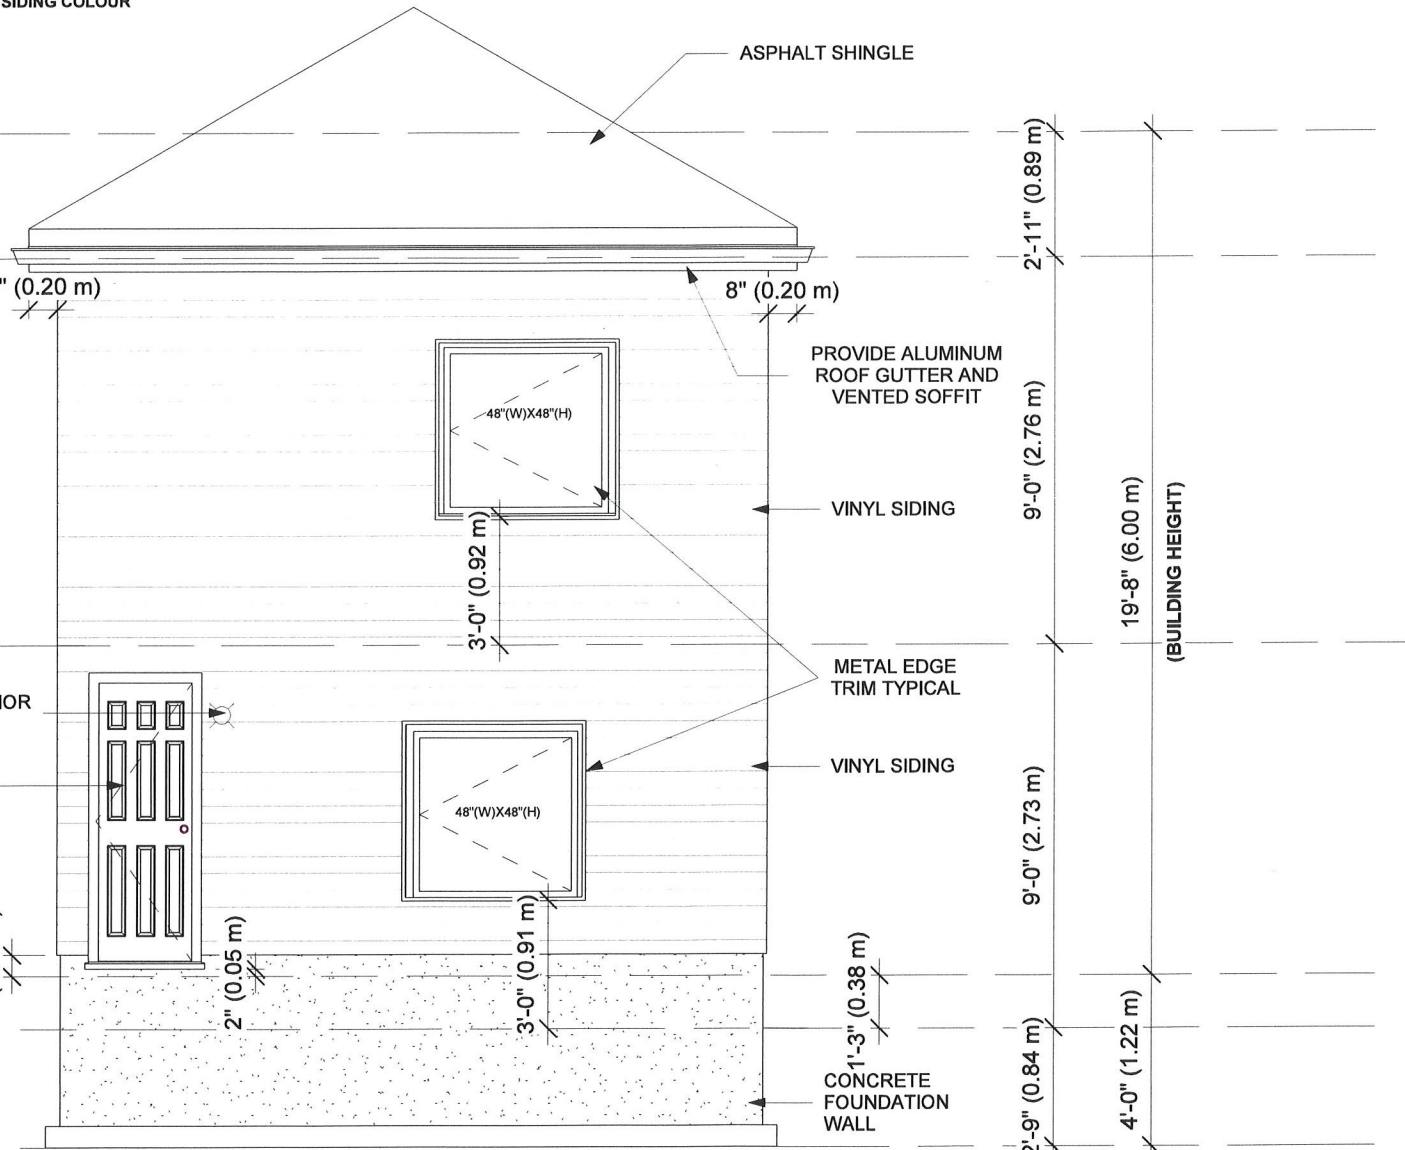 SIDING COLOUR
ASPHALT SHINGLE
2'-11" (0.89 m)
" (0.20 m)
8" (0.20 m)
PROVIDE ALUMINUM
ROOF GUTTER AND
VENTED SOFFIT
48"(W)X48"(H)
9'-0" (2.76 m)
VINYL SIDING
19'-8" (6.00 m)
(BUILDING HEIGHT)
3'-0" (0.92 m)
METAL EDGE
TRIM TYPICAL
IOR
VINYL SIDING
48"(W)X48"(H)
9'-0" (2.73 m)
2" (0.05 m)
3'-0" (0.91 m)
1'-3" (0.38 m)
CONCRETE
FOUNDATION
WALL
2'-9" (0.84 m)
4'-0" (1.22 m)